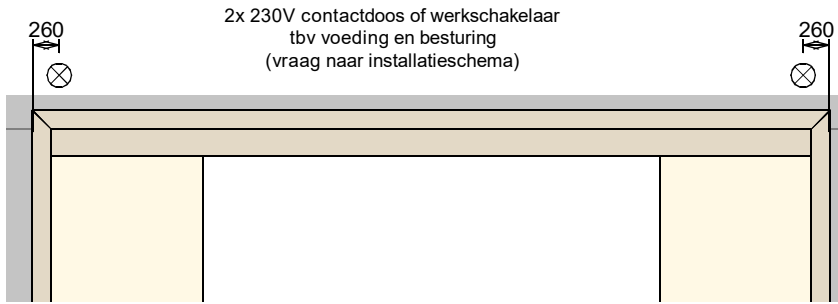 2x 230V contactdoos of werkschakelaar
tbv voeding en besturing
(vraag naar installatieschema)
260
260